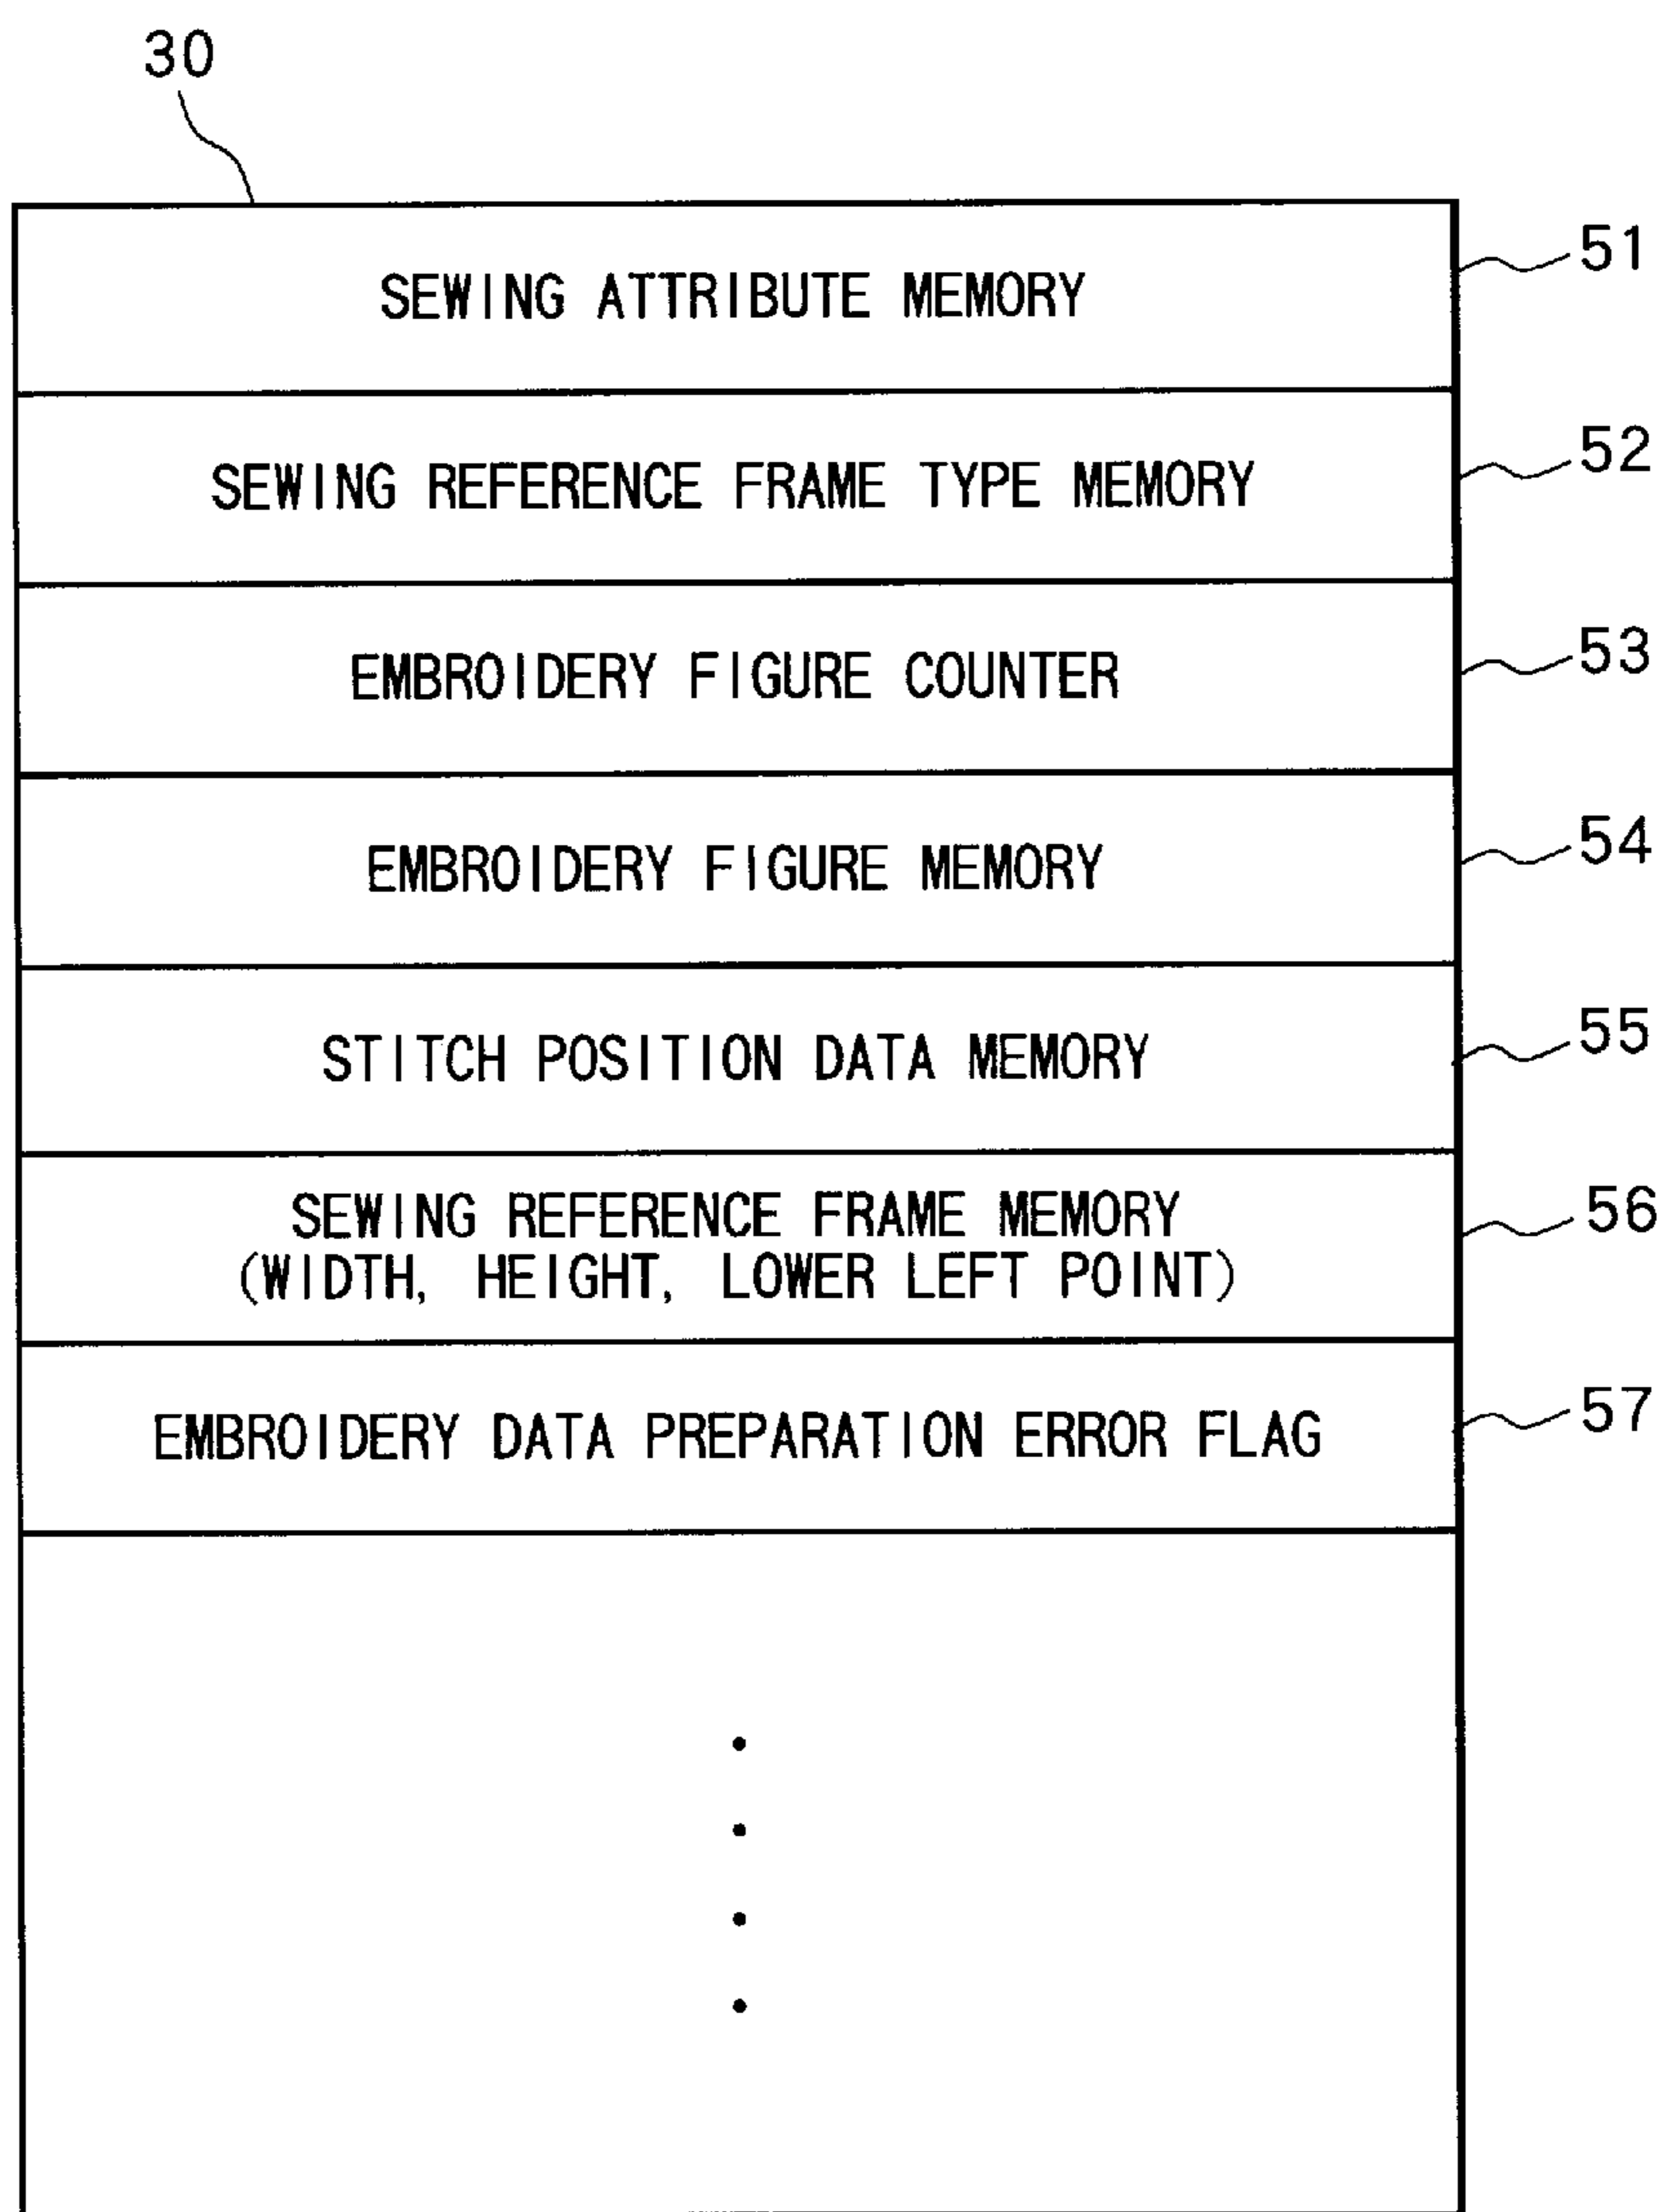 30
SEWING ATTRIBUTE MEMORY
51
SEWING REFERENCE FRAME TYPE MEMORY
52
EMBROIDERY FIGURE COUNTER
53
EMBROIDERY FIGURE MEMORY
54
STITCH POSITION DATA MEMORY
55
SEWING REFERENCE FRAME MEMORY
(WIDTH, HEIGHT, LOWER LEFT POINT)
56
EMBROIDERY DATA PREPARATION ERROR FLAG
57